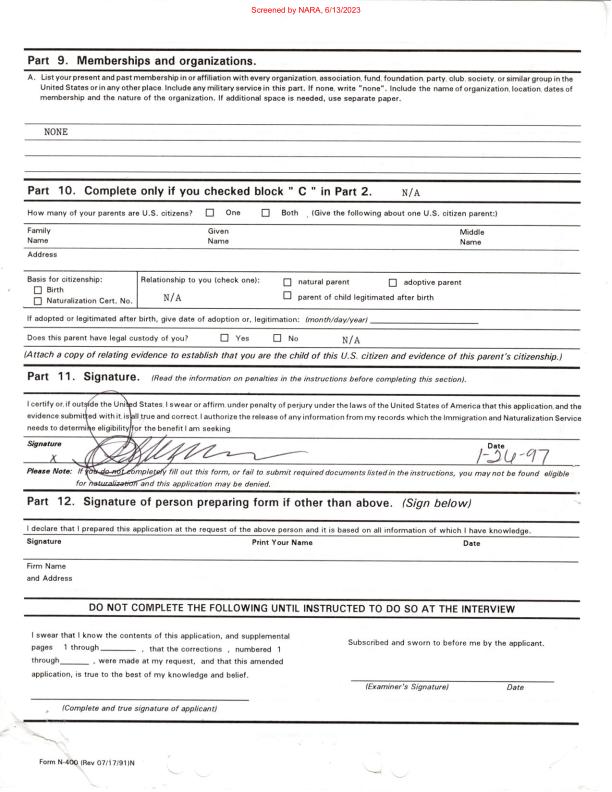 Screened by NARA, 6/13/2023
Part 9. Memberships and organizations.
A. List your present and past membership in or affiliation with every organization, association, fund, foundation, party, club, society, or similar group in the
United States or in any other place. Include any military service in this part. If none, write "none". Include the name of organization, location, dates of
membership and the nature of the organization. If additional space is needed, use separate paper.
NONE
Part 10. Complete only if you checked block " C " in Part 2. N/A
How many of your parents are U.S. citizens? ☐ One ☐ Both (Give the following about one U.S. citizen parent:)
Family Given Middle
Name Name Name
Address
Basis for citizenship: Relationship to you (check one): ☐ natural parent ☐ adoptive parent
☐ Birth
☐ Naturalization Cert. No. N/A ☐ parent of child legitimated after birth
If adopted or legitimated after birth, give date of adoption or, legitimation: (month/day/year)
Does this parent have legal custody of you? ☐ Yes ☐ No N/A
(Attach a copy of relating evidence to establish that you are the child of this U.S. citizen and evidence of this parent's citizenship.)
Part 11. Signature. (Read the information on penalties in the instructions before completing this section).
I certify or, if outside the United States, I swear or affirm, under penalty of perjury under the laws of the United States of America that this application, and the
evidence submitted with it, is all true and correct. I authorize the release of any information from my records which the Immigration and Naturalization Service
needs to determine eligibility for the benefit I am seeking
Signature Date
X 1-26-97
Please Note: If you do not completely fill out this form, or fail to submit required documents listed in the instructions, you may not be found eligible
for naturalization and this application may be denied.
Part 12. Signature of person preparing form if other than above. (Sign below)
I declare that I prepared this application at the request of the above person and it is based on all information of which I have knowledge.
Signature Print Your Name Date
Firm Name
and Address
DO NOT COMPLETE THE FOLLOWING UNTIL INSTRUCTED TO DO SO AT THE INTERVIEW
I swear that I know the contents of this application, and supplemental
pages 1 through ______ , that the corrections , numbered 1
through______ , were made at my request, and that this amended
application, is true to the best of my knowledge and belief.
Subscribed and sworn to before me by the applicant.
(Examiner's Signature) Date
(Complete and true signature of applicant)
Form N-400 (Rev 07/17/91)N